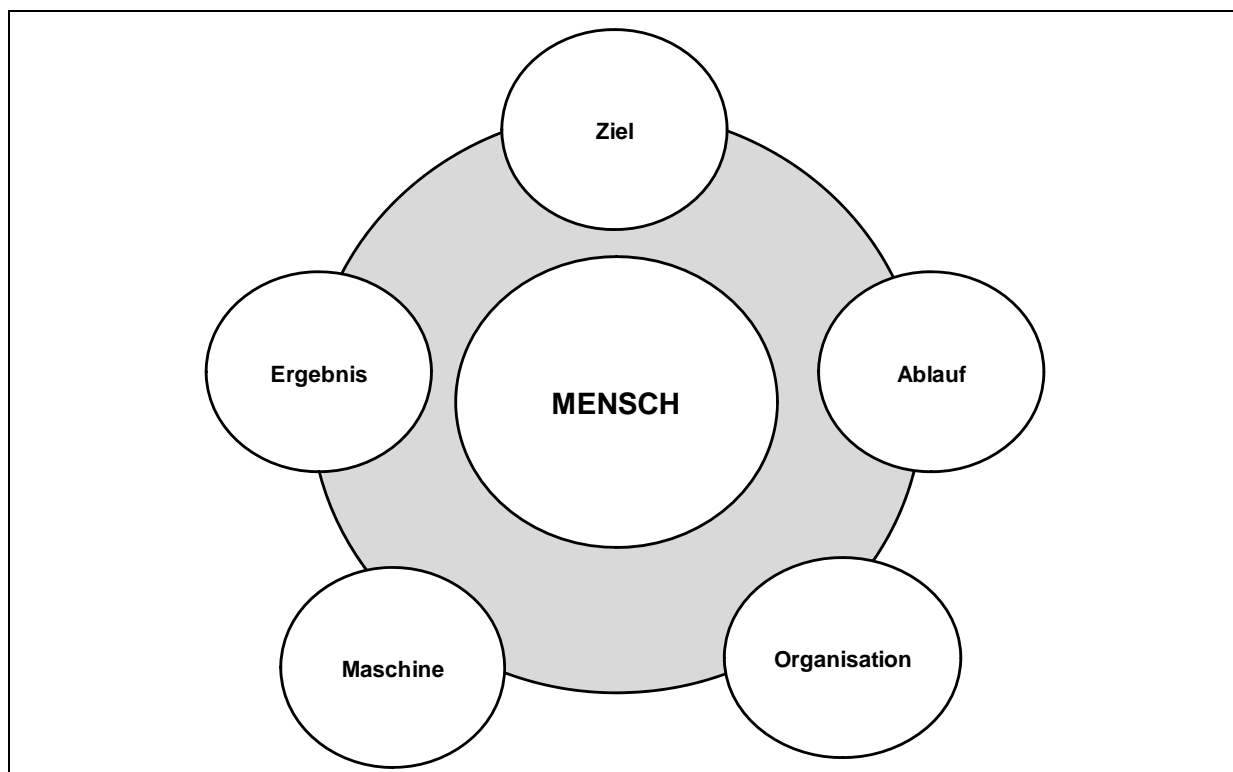 Ziel
Ergebnis
Ablauf
MENSCH
Maschine
Organisation